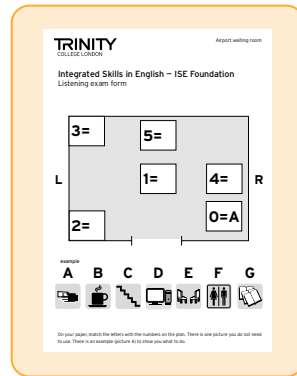 TRINITY
COLLEGE LONDON
Airport waiting room
Integrated Skills in English — ISE Foundation
Listening exam form
3=
5=
L
1=
4=
R
0=A
2=
example
A B C D E F G
On your paper, match the letters with the numbers on the plan. There is one picture you do not need
to use. There is an example (picture A) to show you what to do.